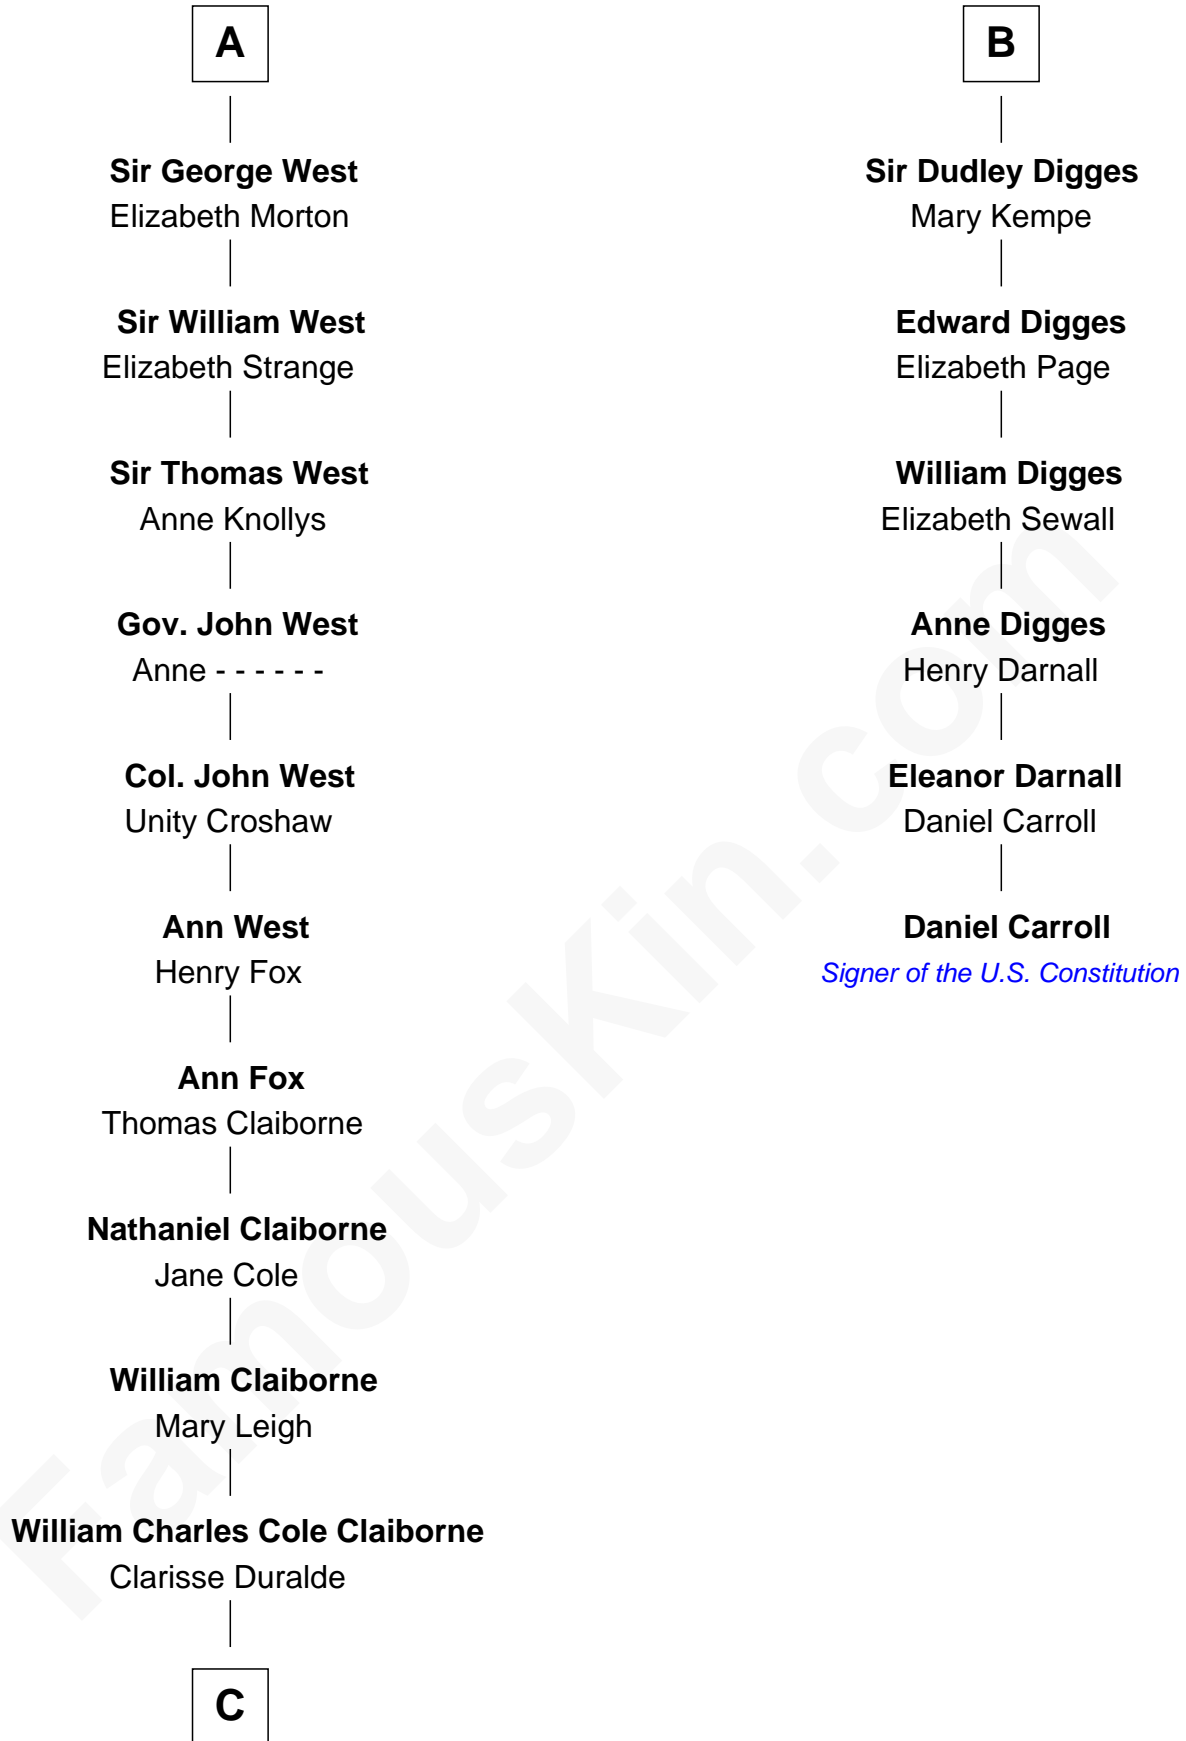 A
Sir George West
Elizabeth Morton
Sir William West
Elizabeth Strange
Sir Thomas West
Anne Knollys
Gov. John West
Anne - - - - - -
Col. John West
Unity Croshaw
Ann West
Henry Fox
Ann Fox
Thomas Claiborne
Nathaniel Claiborne
Jane Cole
William Claiborne
Mary Leigh
William Charles Cole Claiborne
Clarisse Duralde
C
B
Sir Dudley Digges
Mary Kempe
Edward Digges
Elizabeth Page
William Digges
Elizabeth Sewall
Anne Digges
Henry Darnall
Eleanor Darnall
Daniel Carroll
Daniel Carroll
Signer of the U.S. Constitution
FamousKin.com